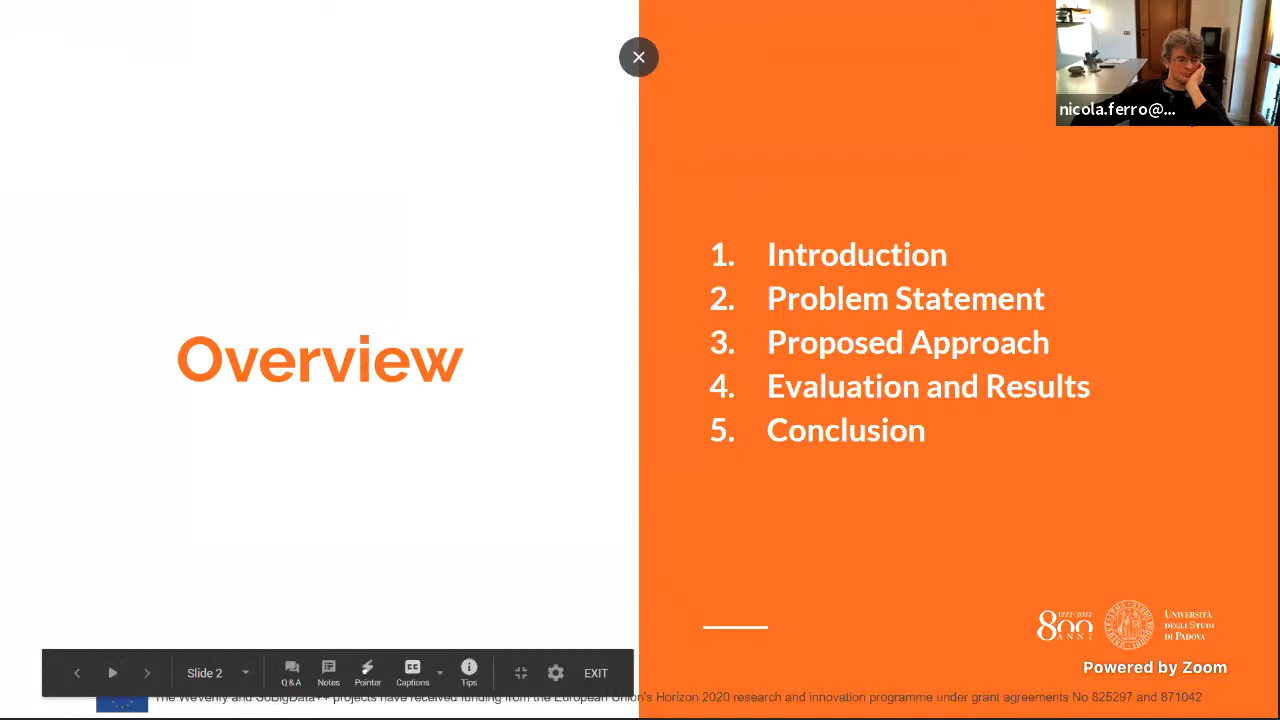 nicola.ferro@...
Overview
1. Introduction
2. Problem Statement
3. Proposed Approach
4. Evaluation and Results
5. Conclusion
1222·2022
800
ANNI
UNIVERSITÀ
DEGLI STUDI
DI PADOVA
Powered by Zoom
Slide 2
Q&A
Notes
Pointer
CC
Captions
Tips
EXIT
The WeVerify and SoBigData++ projects have received funding from the European Union's Horizon 2020 research and innovation programme under grant agreements No 825297 and 871042